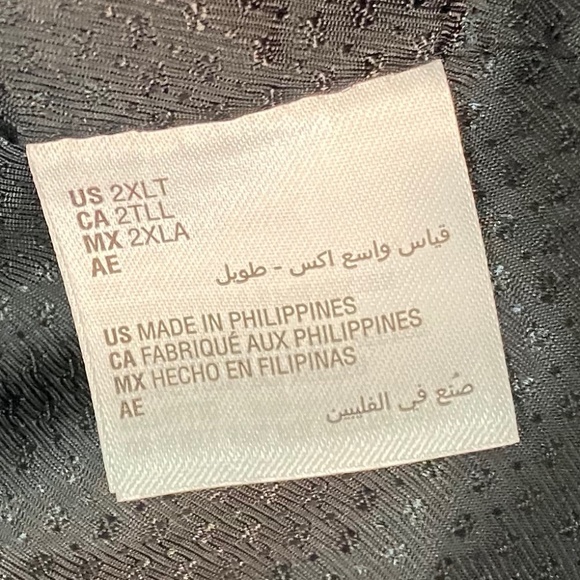 US 2XLT
CA 2TLL
MX 2XLA
AE
قياس واسع اكس - طويل
US MADE IN PHILIPPINES
CA FABRIQUÉ AUX PHILIPPINES
MX HECHO EN FILIPINAS
AE
صُنع في الفلبين